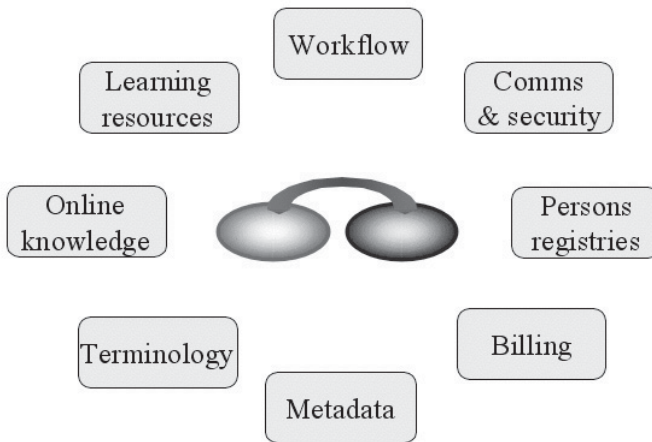 Workflow
Learning
resources
Comms
& security
Online
knowledge
Persons
registries
Terminology
Billing
Metadata